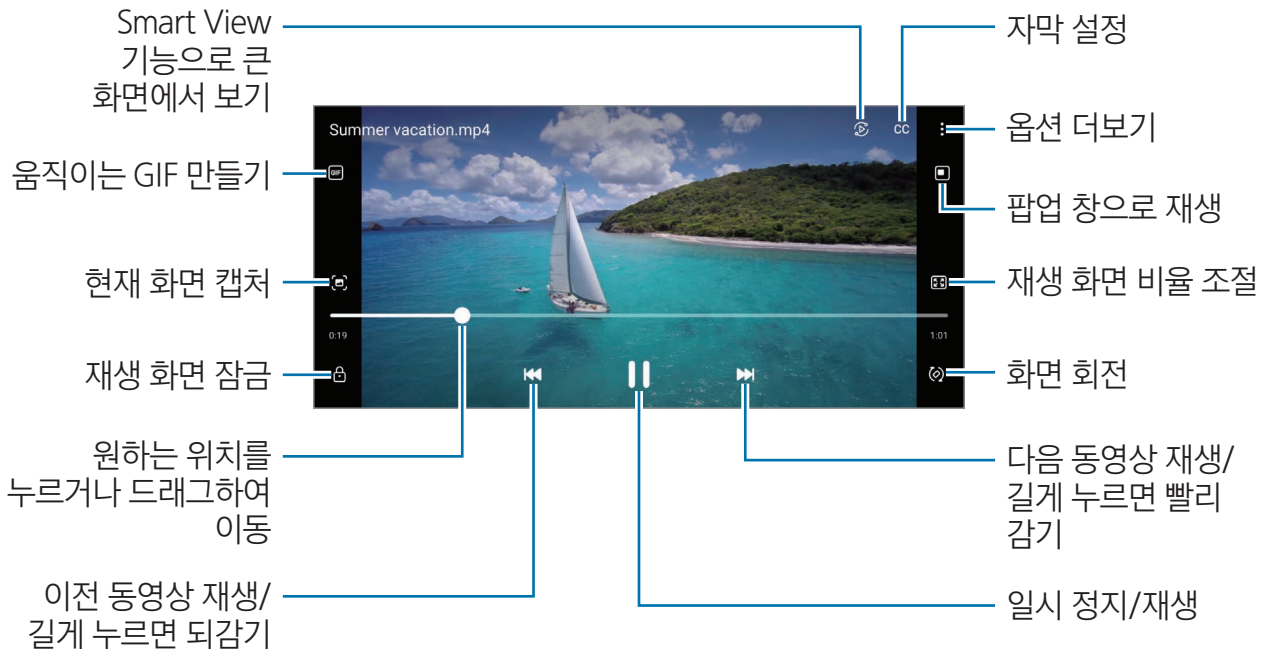 Smart View
기능으로 큰
화면에서 보기
움직이는 GIF 만들기
현재 화면 캡처
재생 화면 잠금
원하는 위치를
누르거나 드래그하여
이동
이전 동영상 재생/
길게 누르면 되감기
Summer vacation.mp4
CC
GIF
0:19
1:01
자막 설정
옵션 더보기
팝업 창으로 재생
재생 화면 비율 조절
화면 회전
다음 동영상 재생/
길게 누르면 빨리
감기
일시 정지/재생